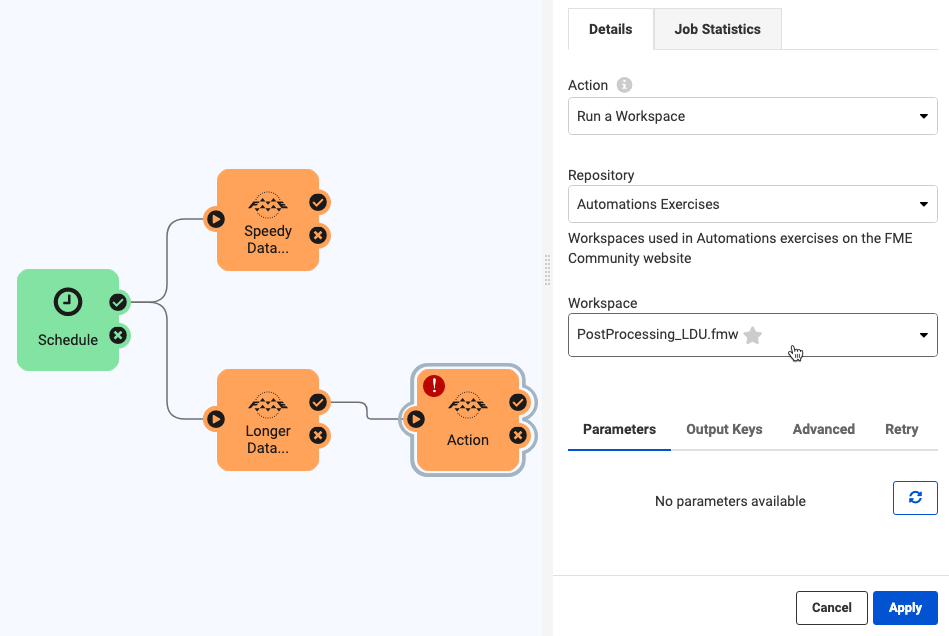 Schedule
Speedy
Data...
Longer
Data...
!
Action
Details
Job Statistics
Action
Run a Workspace
Repository
Automations Exercises
Workspaces used in Automations exercises on the FME
Community website
Workspace
PostProcessing_LDU.fmw
Parameters
Output Keys
Advanced
Retry
No parameters available
Cancel
Apply